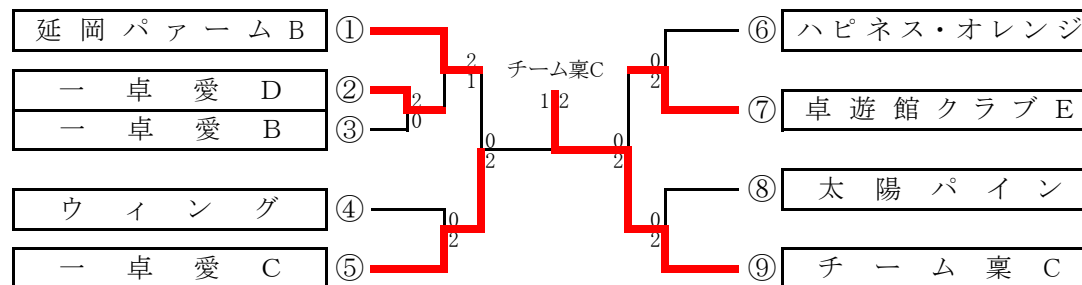 延岡パァームB ①
一卓愛D ②
一卓愛B ③
ウィング ④
一卓愛C ⑤
2
1
2
0
0
2
0
2
チーム稟C
1 2
0
2
0
2
0
2
⑥ ハピネス・オレンジ
⑦ 卓遊館クラブE
⑧ 太陽パイン
⑨ チーム稟C